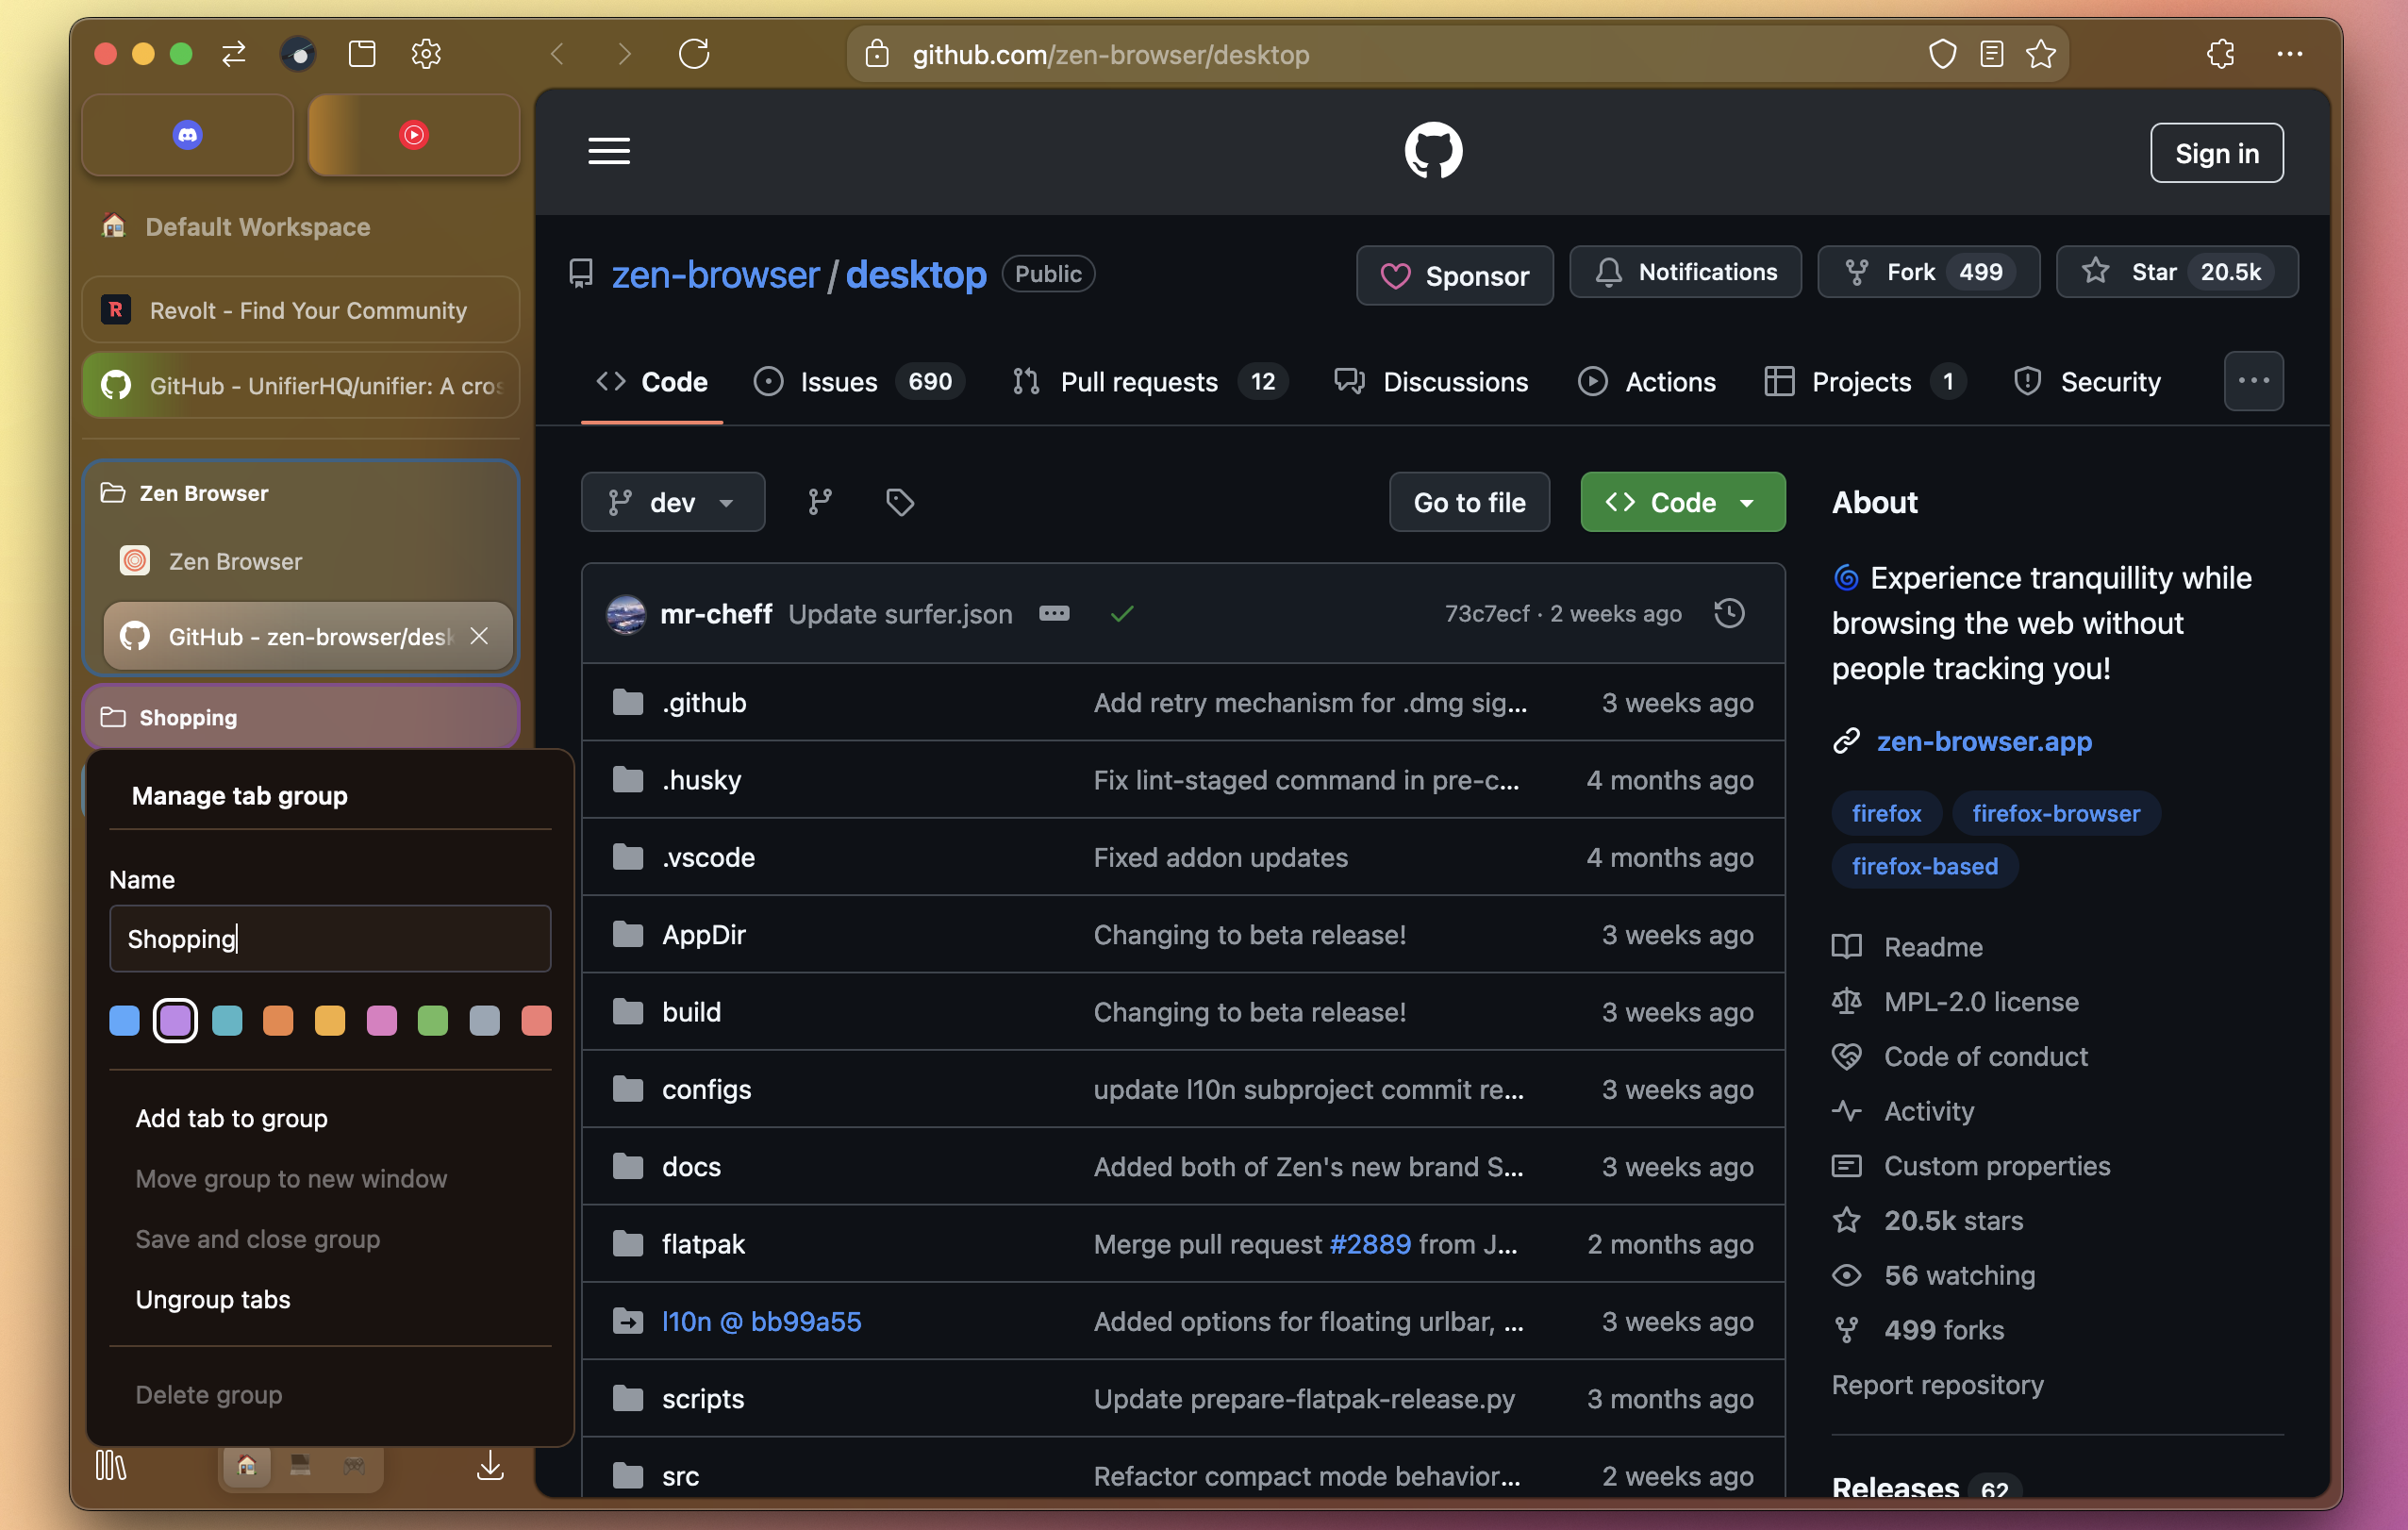 github.com/zen-browser/desktop
Default Workspace
Revolt - Find Your Community
GitHub - UnifierHQ/unifier: A cros
Zen Browser
Zen Browser
GitHub - zen-browser/desk
Shopping
Manage tab group
Name
Shopping
Add tab to group
Move group to new window
Save and close group
Ungroup tabs
Delete group
Sign in
zen-browser/desktop Public
Sponsor
Notifications
Fork 499
Star 20.5k
Code
Issues 690
Pull requests 12
Discussions
Actions
Projects 1
Security
dev
Go to file
Code
mr-cheff Update surfer.json 73c7ecf · 2 weeks ago
.github Add retry mechanism for .dmg sig... 3 weeks ago
.husky Fix lint-staged command in pre-c... 4 months ago
.vscode Fixed addon updates 4 months ago
AppDir Changing to beta release! 3 weeks ago
build Changing to beta release! 3 weeks ago
configs update l10n subproject commit re... 3 weeks ago
docs Added both of Zen's new brand S... 3 weeks ago
flatpak Merge pull request #2889 from J... 2 months ago
l10n @ bb99a55 Added options for floating urlbar, ... 3 weeks ago
scripts Update prepare-flatpak-release.py 3 months ago
src Refactor compact mode behavior... 2 weeks ago
About
Experience tranquillity while
browsing the web without
people tracking you!
zen-browser.app
firefox firefox-browser
firefox-based
Readme
MPL-2.0 license
Code of conduct
Activity
Custom properties
20.5k stars
56 watching
499 forks
Report repository
Releases 62